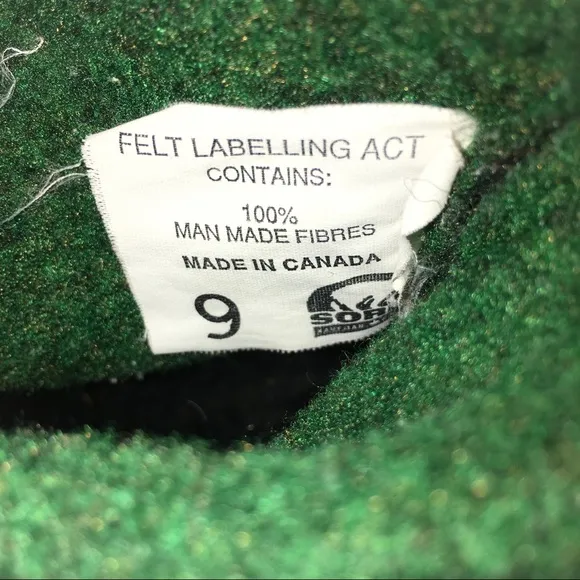 FELT LABELLING ACT
CONTAINS:
100%
MAN MADE FIBRES
MADE IN CANADA
9